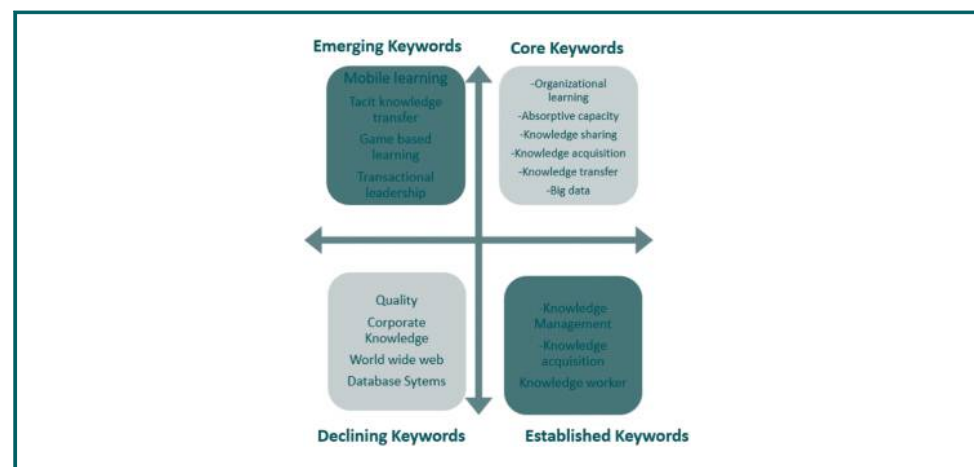 Emerging Keywords
Mobile learning
Tacit knowledge
transfer
Game based
learning
Transactional
leadership
Core Keywords
-Organizational
learning
-Absorptive capacity
-Knowledge sharing
-Knowledge acquisition
-Knowledge transfer
-Big data
Quality
Corporate
Knowledge
World wide web
Database Sytems
Declining Keywords
-Knowledge
Management
-Knowledge
acquisition
Knowledge worker
Established Keywords